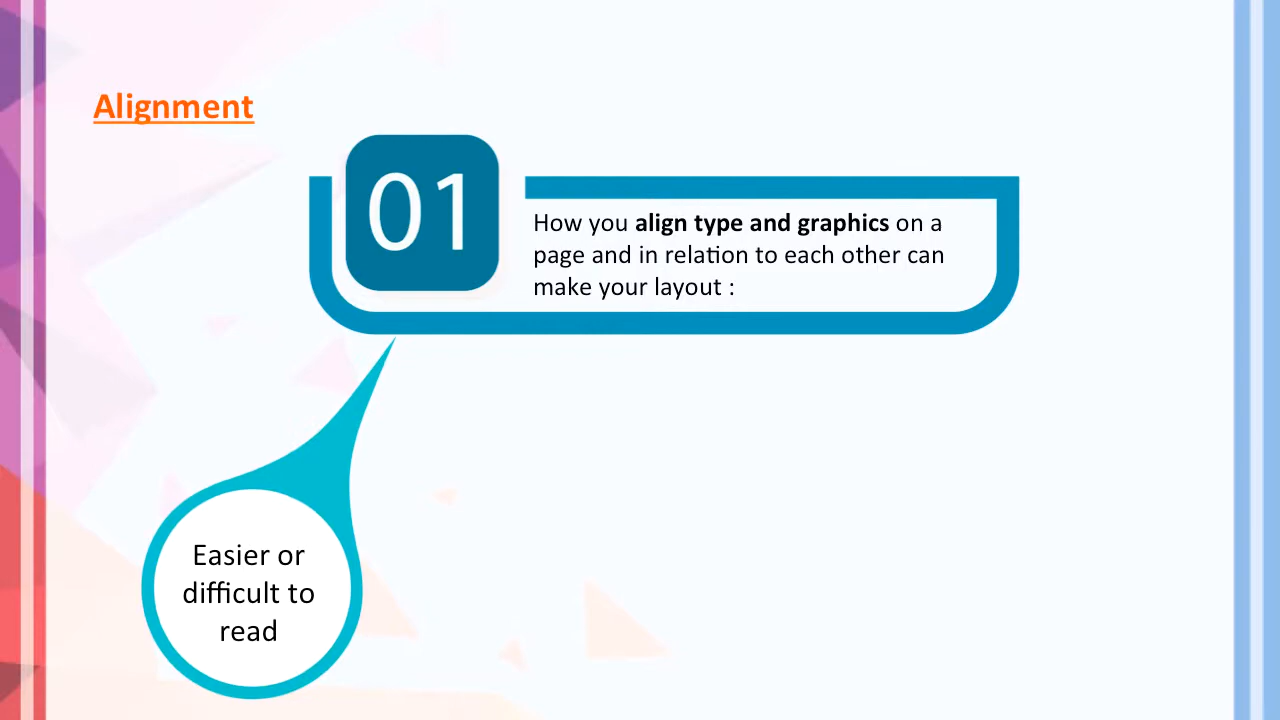 Alignment
01
How you align type and graphics on a
page and in relation to each other can
make your layout :
Easier or
difficult to
read